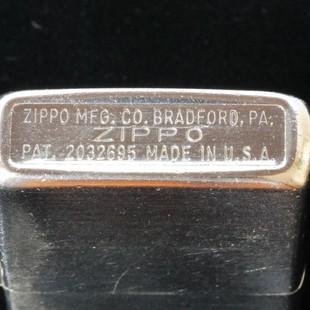 ZIPPO MFG. CO. BRADFORD, PA.
ZIPPO
PAT. 2032695 MADE IN U.S.A.